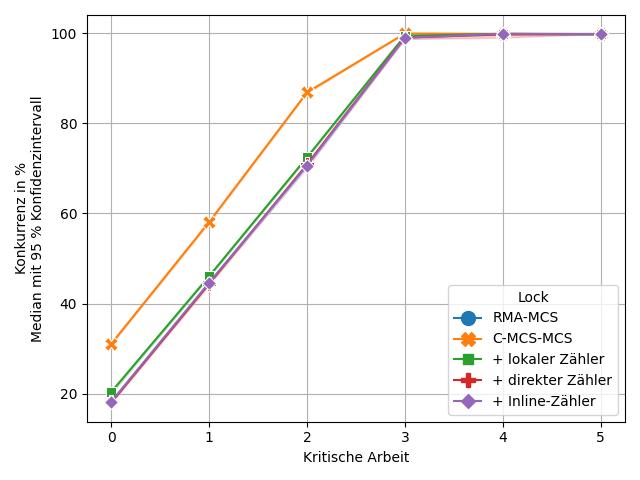 Konkurrenz in %
Median mit 95 % Konfidenzintervall
100
80
60
40
20
0
1
2
3
4
5
Kritische Arbeit
Lock
RMA-MCS
C-MCS-MCS
+ lokaler Zähler
+ direkter Zähler
+ Inline-Zähler